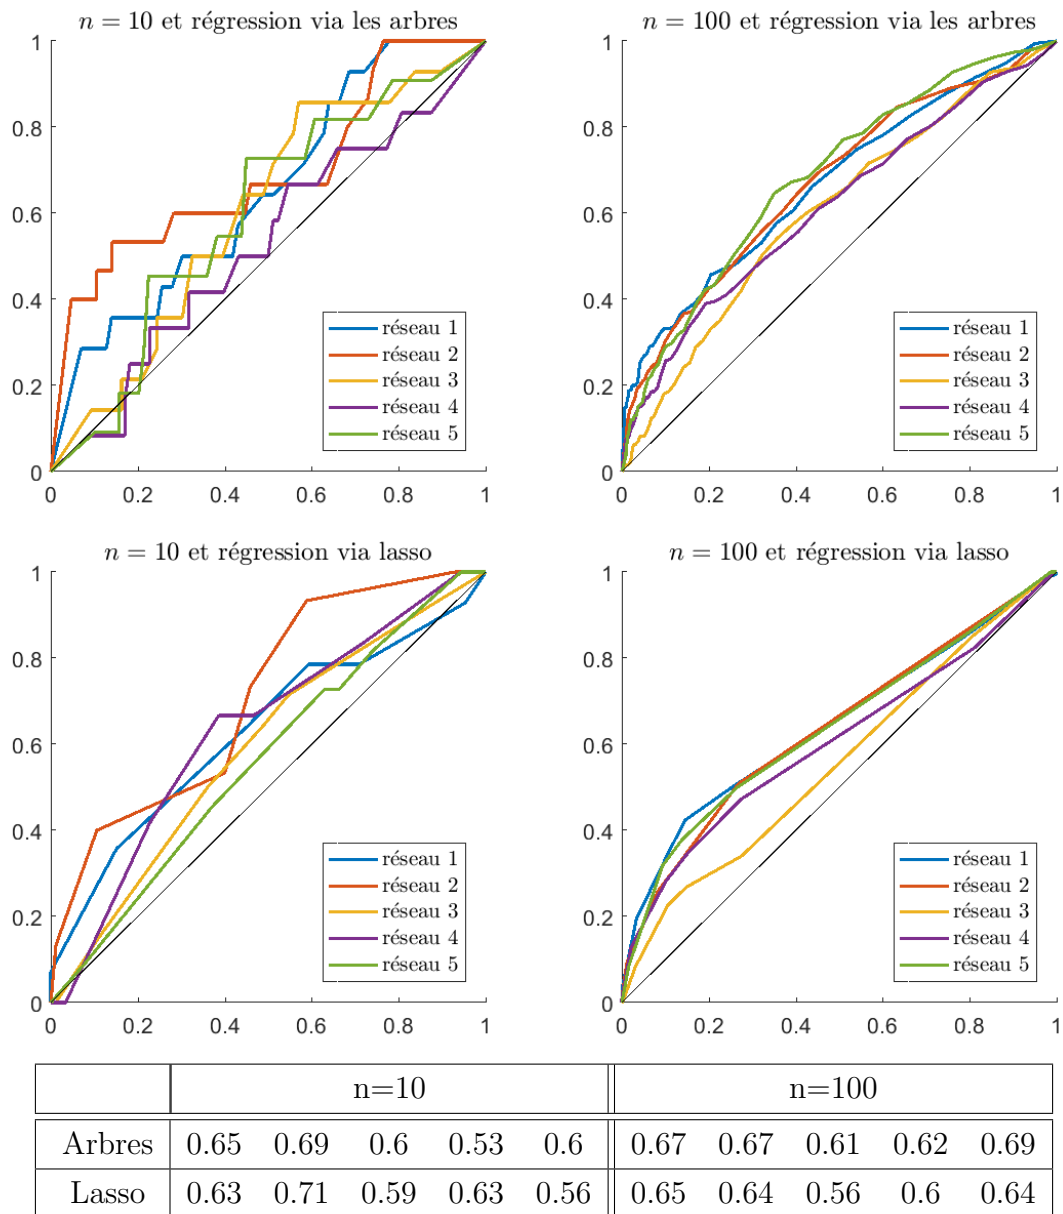 n = 10 et régression via les arbres
1
0.8
0.6
0.4
0.2
0
0 0.2 0.4 0.6 0.8 1
réseau 1
réseau 2
réseau 3
réseau 4
réseau 5
n = 100 et régression via les arbres
1
0.8
0.6
0.4
0.2
0
0 0.2 0.4 0.6 0.8 1
réseau 1
réseau 2
réseau 3
réseau 4
réseau 5
n = 10 et régression via lasso
1
0.8
0.6
0.4
0.2
0
0 0.2 0.4 0.6 0.8 1
réseau 1
réseau 2
réseau 3
réseau 4
réseau 5
n = 100 et régression via lasso
1
0.8
0.6
0.4
0.2
0
0 0.2 0.4 0.6 0.8 1
réseau 1
réseau 2
réseau 3
réseau 4
réseau 5
n=10 n=100
Arbres 0.65 0.69 0.6 0.53 0.6 0.67 0.67 0.61 0.62 0.69
Lasso 0.63 0.71 0.59 0.63 0.56 0.65 0.64 0.56 0.6 0.64